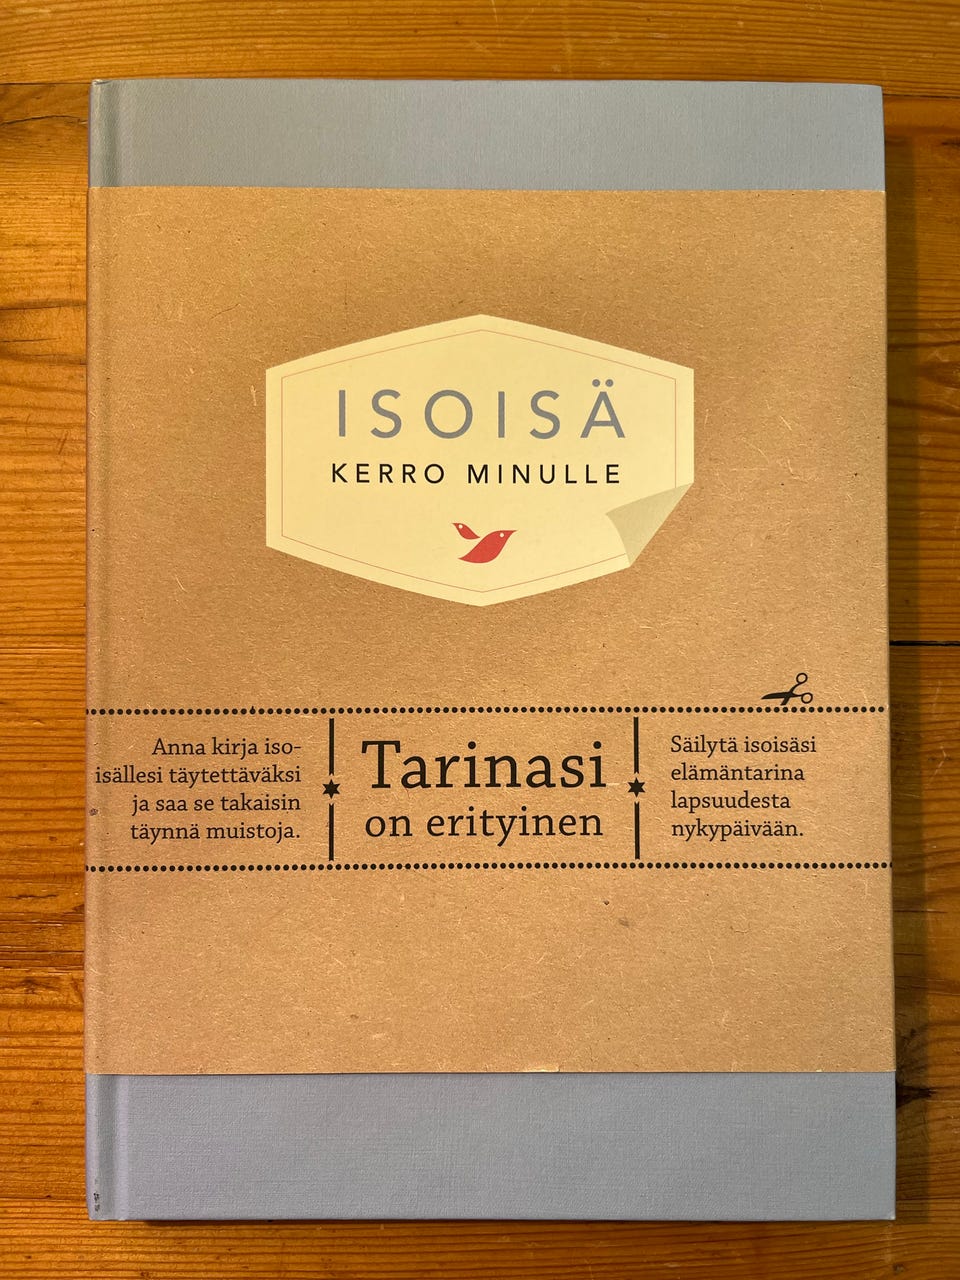 ISOISÄ
KERRO MINULLE
Anna kirja iso-
isällesi täytettäväksi
ja saa se takaisin
täynnä muistoja.
Tarinasi
on erityinen
Säilytä isoisäsi
elämäntarina
lapsuudesta
nykypäivään.